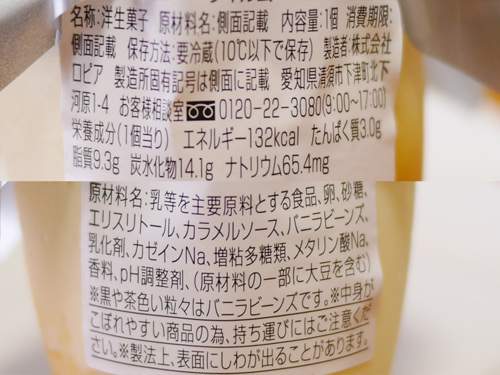 名称:洋生菓子 原材料名:側面記載 内容量:1個 消費期限:
側面記載 保存方法:要冷蔵(10℃以下で保存) 製造者:株式会社
ロピア 製造所固有記号は側面に記載 愛知県清須市下津町北下
河原1-4 お客様相談室 0120-22-3080(9:00~17:00)
栄養成分(1個当り) エネルギー132kcal たんぱく質3.0g
脂質9.3g 炭水化物14.1g ナトリウム65.4mg
原材料名:乳等を主要原料とする食品、卵、砂糖、
エリスリトール、カラメルソース、バニラビーンズ、
乳化剤、カゼインNa、増粘多糖類、メタリン酸Na、
香料、pH調整剤、(原材料の一部に大豆を含む)
※黒や茶色い粒々はバニラビーンズです。※中身が
こぼれやすい商品の為、持ち運びにはご注意くだ
さい。※製法上、表面にしわが出ることがあります。